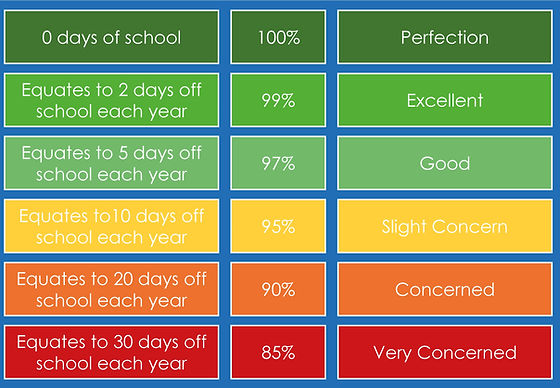 0 days of school
100%
Perfection
Equates to 2 days off
school each year
99%
Excellent
Equates to 5 days off
school each year
97%
Good
Equates to10 days off
school each year
95%
Slight Concern
Equates to 20 days off
school each year
90%
Concerned
Equates to 30 days off
school each year
85%
Very Concerned